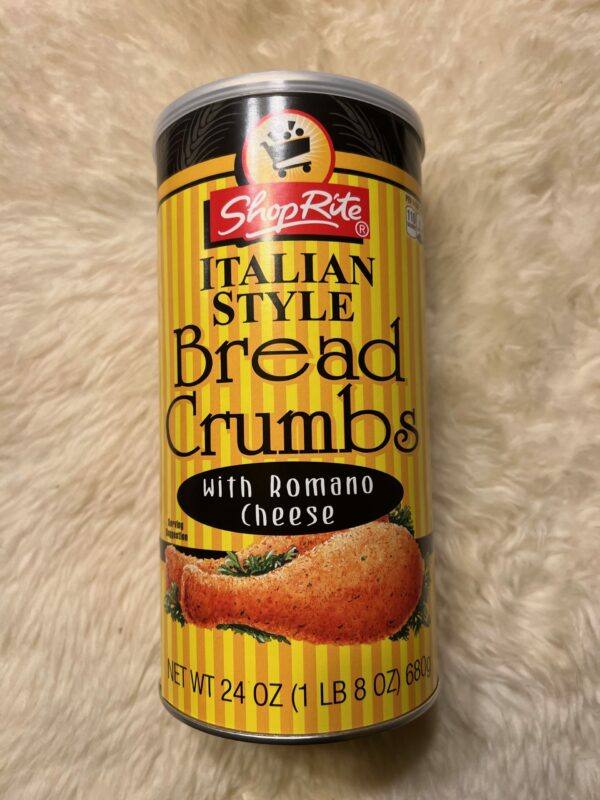 ShopRite®
ITALIAN
STYLE
Bread
Crumbs
With Romano
Cheese
Serving
Suggestion
NET WT 24 OZ (1 LB 8 OZ) 680g